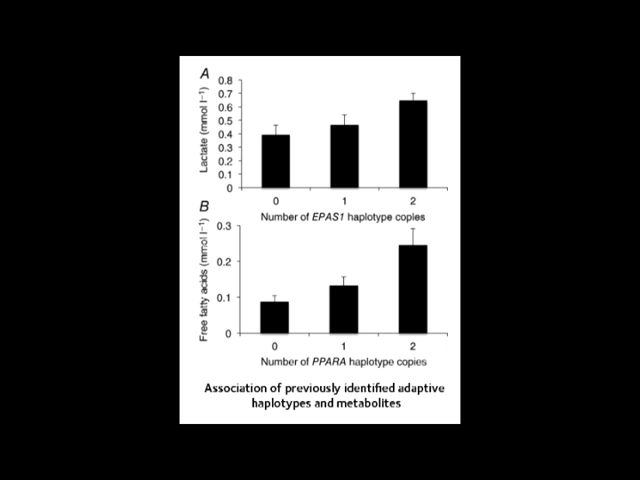 A
Lactate (mmol l⁻¹)
0.8
0.7
0.6
0.5
0.4
0.3
0.2
0.1
0
0 1 2
Number of EPAS1 haplotype copies
B
Free fatty acids (mmol l⁻¹)
0.3
0.2
0.1
0
0 1 2
Number of PPARA haplotype copies
Association of previously identified adaptive
haplotypes and metabolites